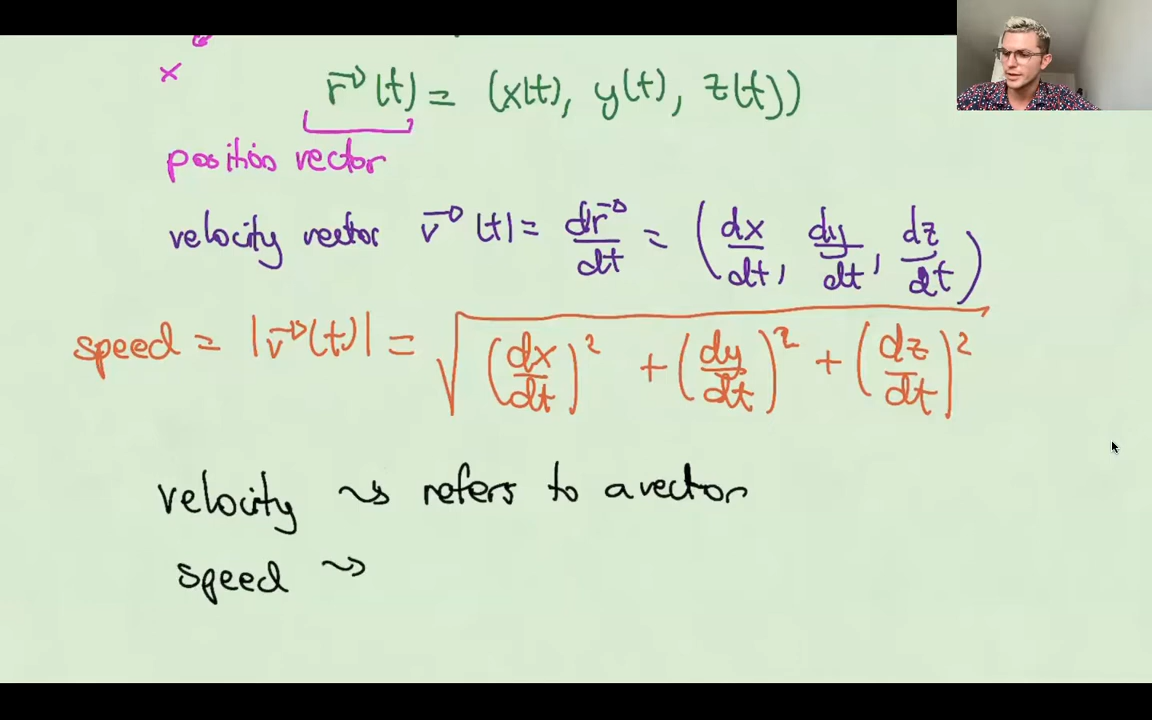 x
r⃗(t) = (x(t), y(t), z(t))
position vector
velocity vector v⃗(t) = dr⃗/dt = (dx/dt, dy/dt, dz/dt)
speed = |v⃗(t)| = √((dx/dt)² + (dy/dt)² + (dz/dt)²)
velocity ⇝ refers to a vector
speed ⇝